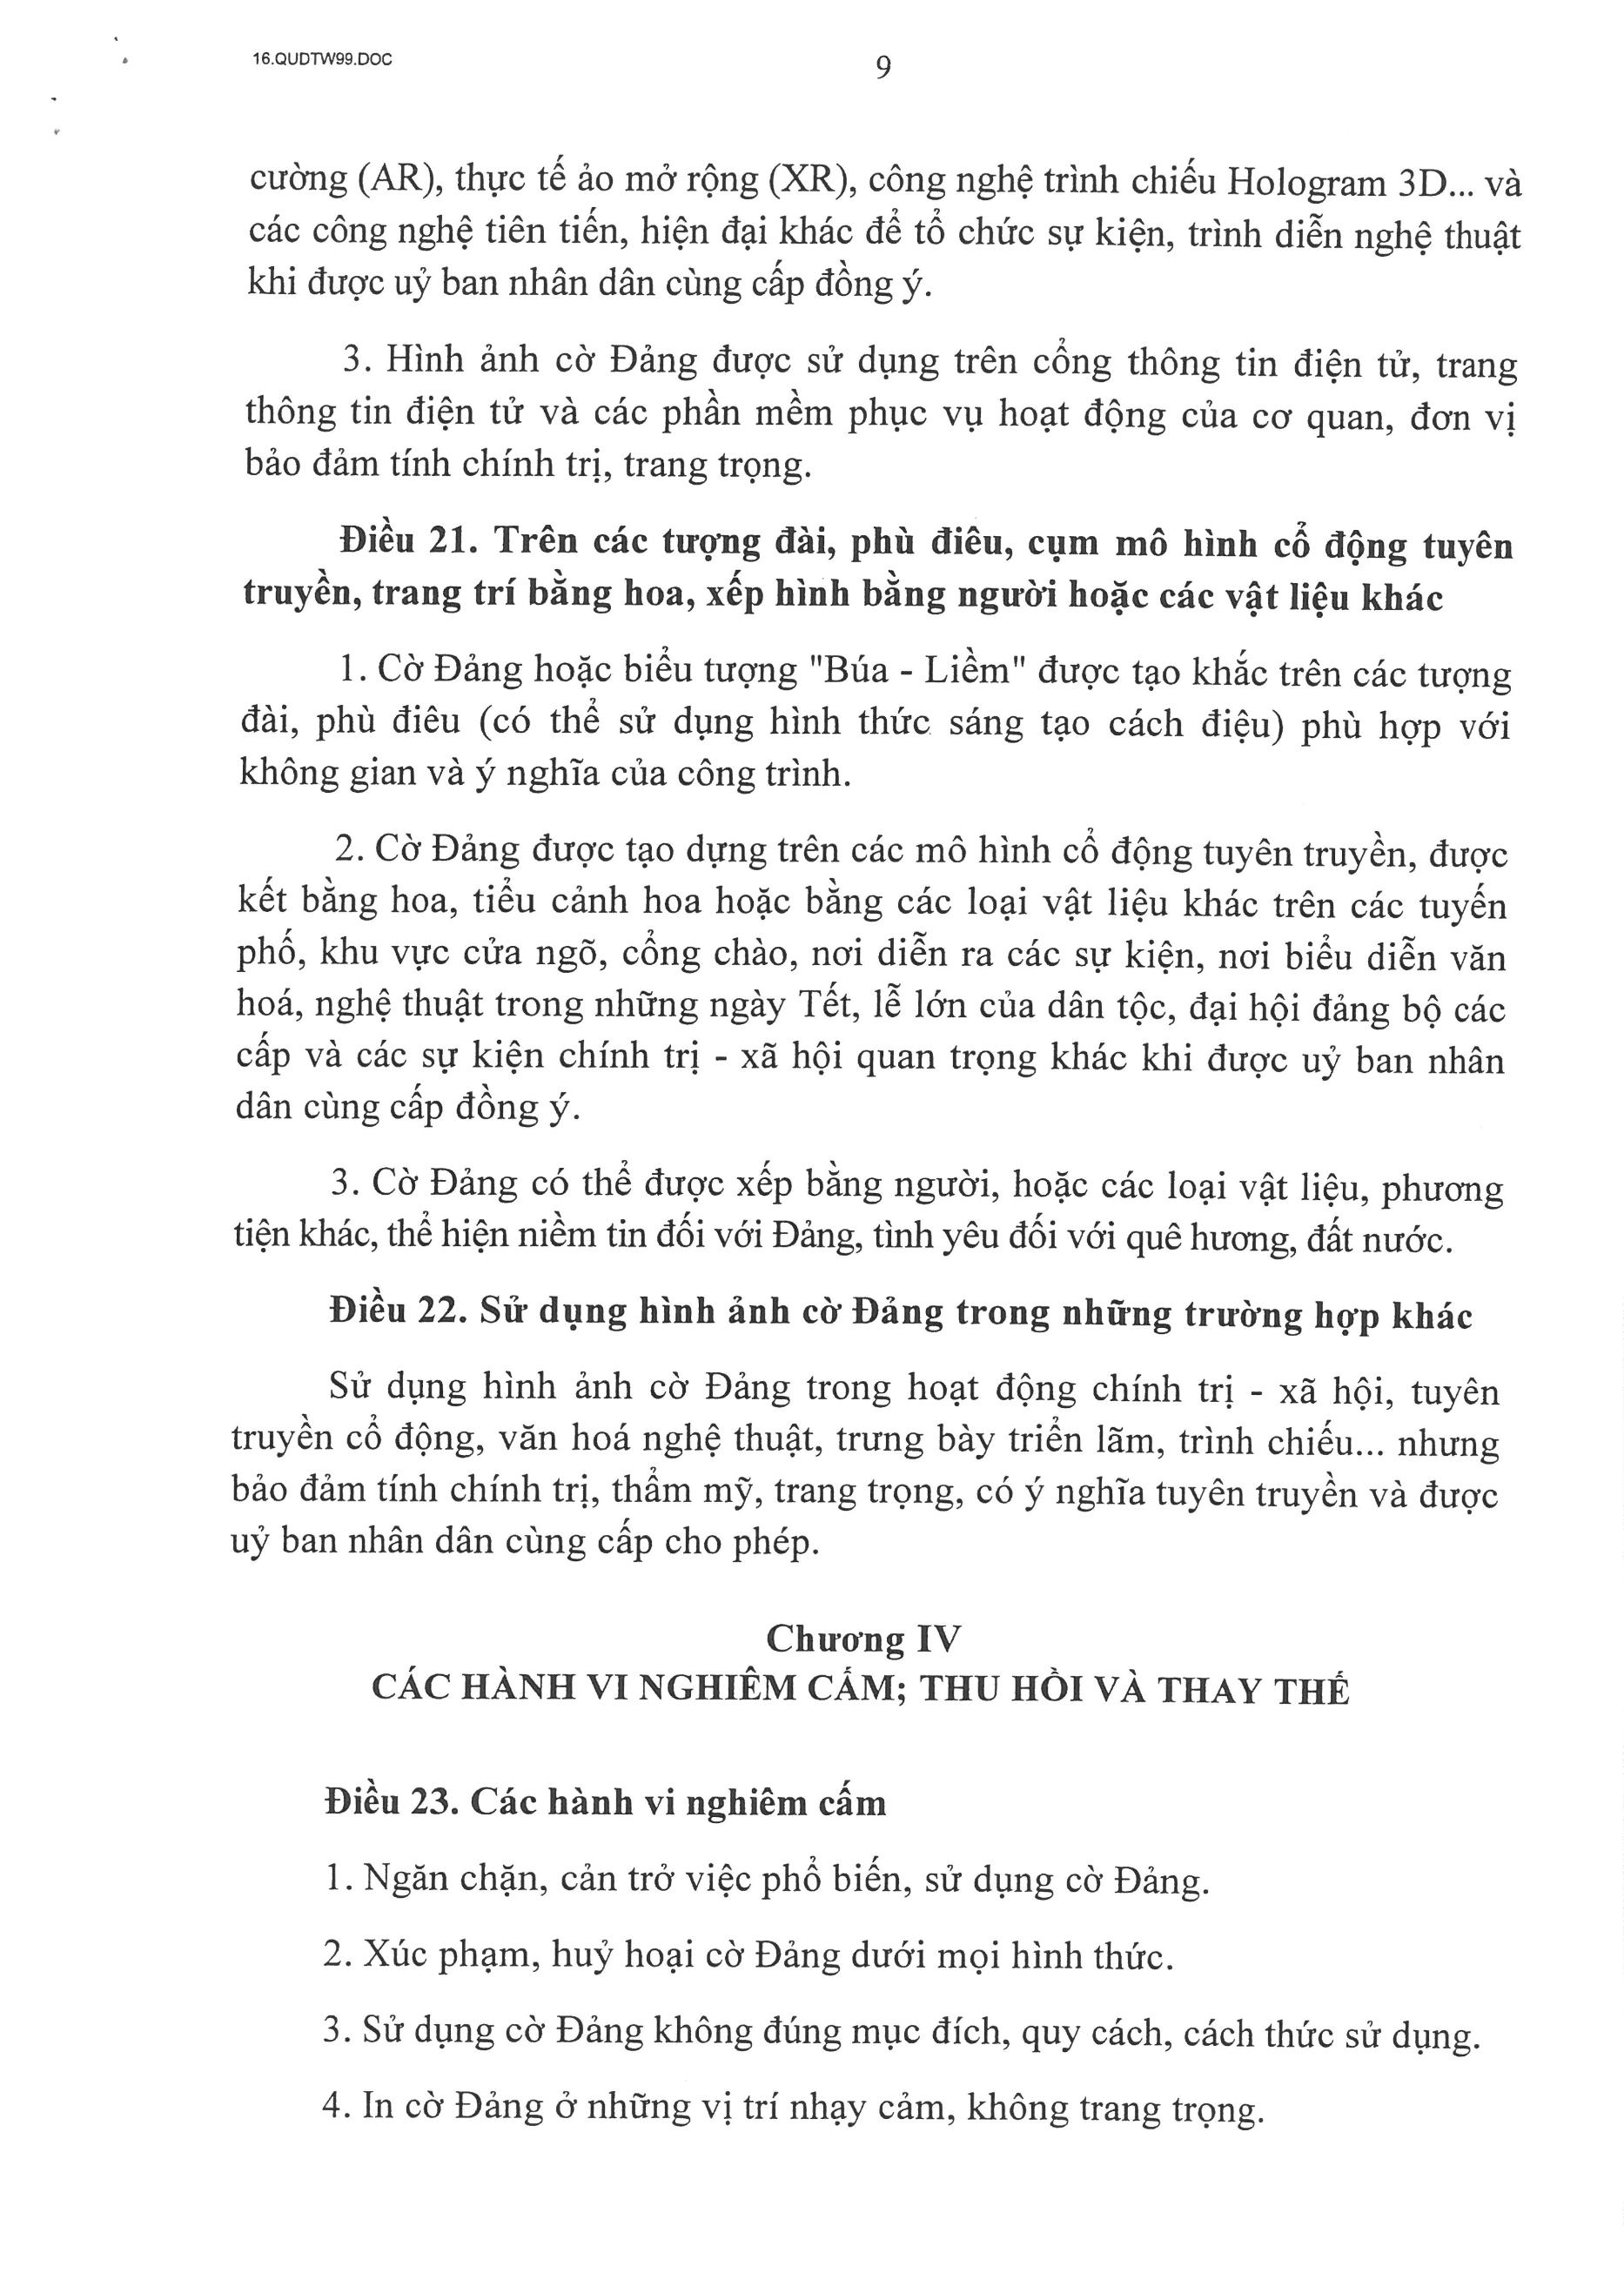 16.QUDTW99.DOC
9
cường (AR), thực tế ảo mở rộng (XR), công nghệ trình chiếu Hologram 3D... và
các công nghệ tiên tiến, hiện đại khác để tổ chức sự kiện, trình diễn nghệ thuật
khi được uỷ ban nhân dân cùng cấp đồng ý.
3. Hình ảnh cờ Đảng được sử dụng trên cổng thông tin điện tử, trang
thông tin điện tử và các phần mềm phục vụ hoạt động của cơ quan, đơn vị
bảo đảm tính chính trị, trang trọng.
Điều 21. Trên các tượng đài, phù điêu, cụm mô hình cổ động tuyên
truyền, trang trí bằng hoa, xếp hình bằng người hoặc các vật liệu khác
1. Cờ Đảng hoặc biểu tượng "Búa - Liềm" được tạo khắc trên các tượng
đài, phù điêu (có thể sử dụng hình thức sáng tạo cách điệu) phù hợp với
không gian và ý nghĩa của công trình.
2. Cờ Đảng được tạo dựng trên các mô hình cổ động tuyên truyền, được
kết bằng hoa, tiểu cảnh hoa hoặc bằng các loại vật liệu khác trên các tuyến
phố, khu vực cửa ngõ, cổng chào, nơi diễn ra các sự kiện, nơi biểu diễn văn
hoá, nghệ thuật trong những ngày Tết, lễ lớn của dân tộc, đại hội đảng bộ các
cấp và các sự kiện chính trị - xã hội quan trọng khác khi được uỷ ban nhân
dân cùng cấp đồng ý.
3. Cờ Đảng có thể được xếp bằng người, hoặc các loại vật liệu, phương
tiện khác, thể hiện niềm tin đối với Đảng, tình yêu đối với quê hương, đất nước.
Điều 22. Sử dụng hình ảnh cờ Đảng trong những trường hợp khác
Sử dụng hình ảnh cờ Đảng trong hoạt động chính trị - xã hội, tuyên
truyền cổ động, văn hoá nghệ thuật, trưng bày triển lãm, trình chiếu... nhưng
bảo đảm tính chính trị, thẩm mỹ, trang trọng, có ý nghĩa tuyên truyền và được
uỷ ban nhân dân cùng cấp cho phép.
Chương IV
CÁC HÀNH VI NGHIÊM CẤM; THU HỒI VÀ THAY THẾ
Điều 23. Các hành vi nghiêm cấm
1. Ngăn chặn, cản trở việc phổ biến, sử dụng cờ Đảng.
2. Xúc phạm, huỷ hoại cờ Đảng dưới mọi hình thức.
3. Sử dụng cờ Đảng không đúng mục đích, quy cách, cách thức sử dụng.
4. In cờ Đảng ở những vị trí nhạy cảm, không trang trọng.